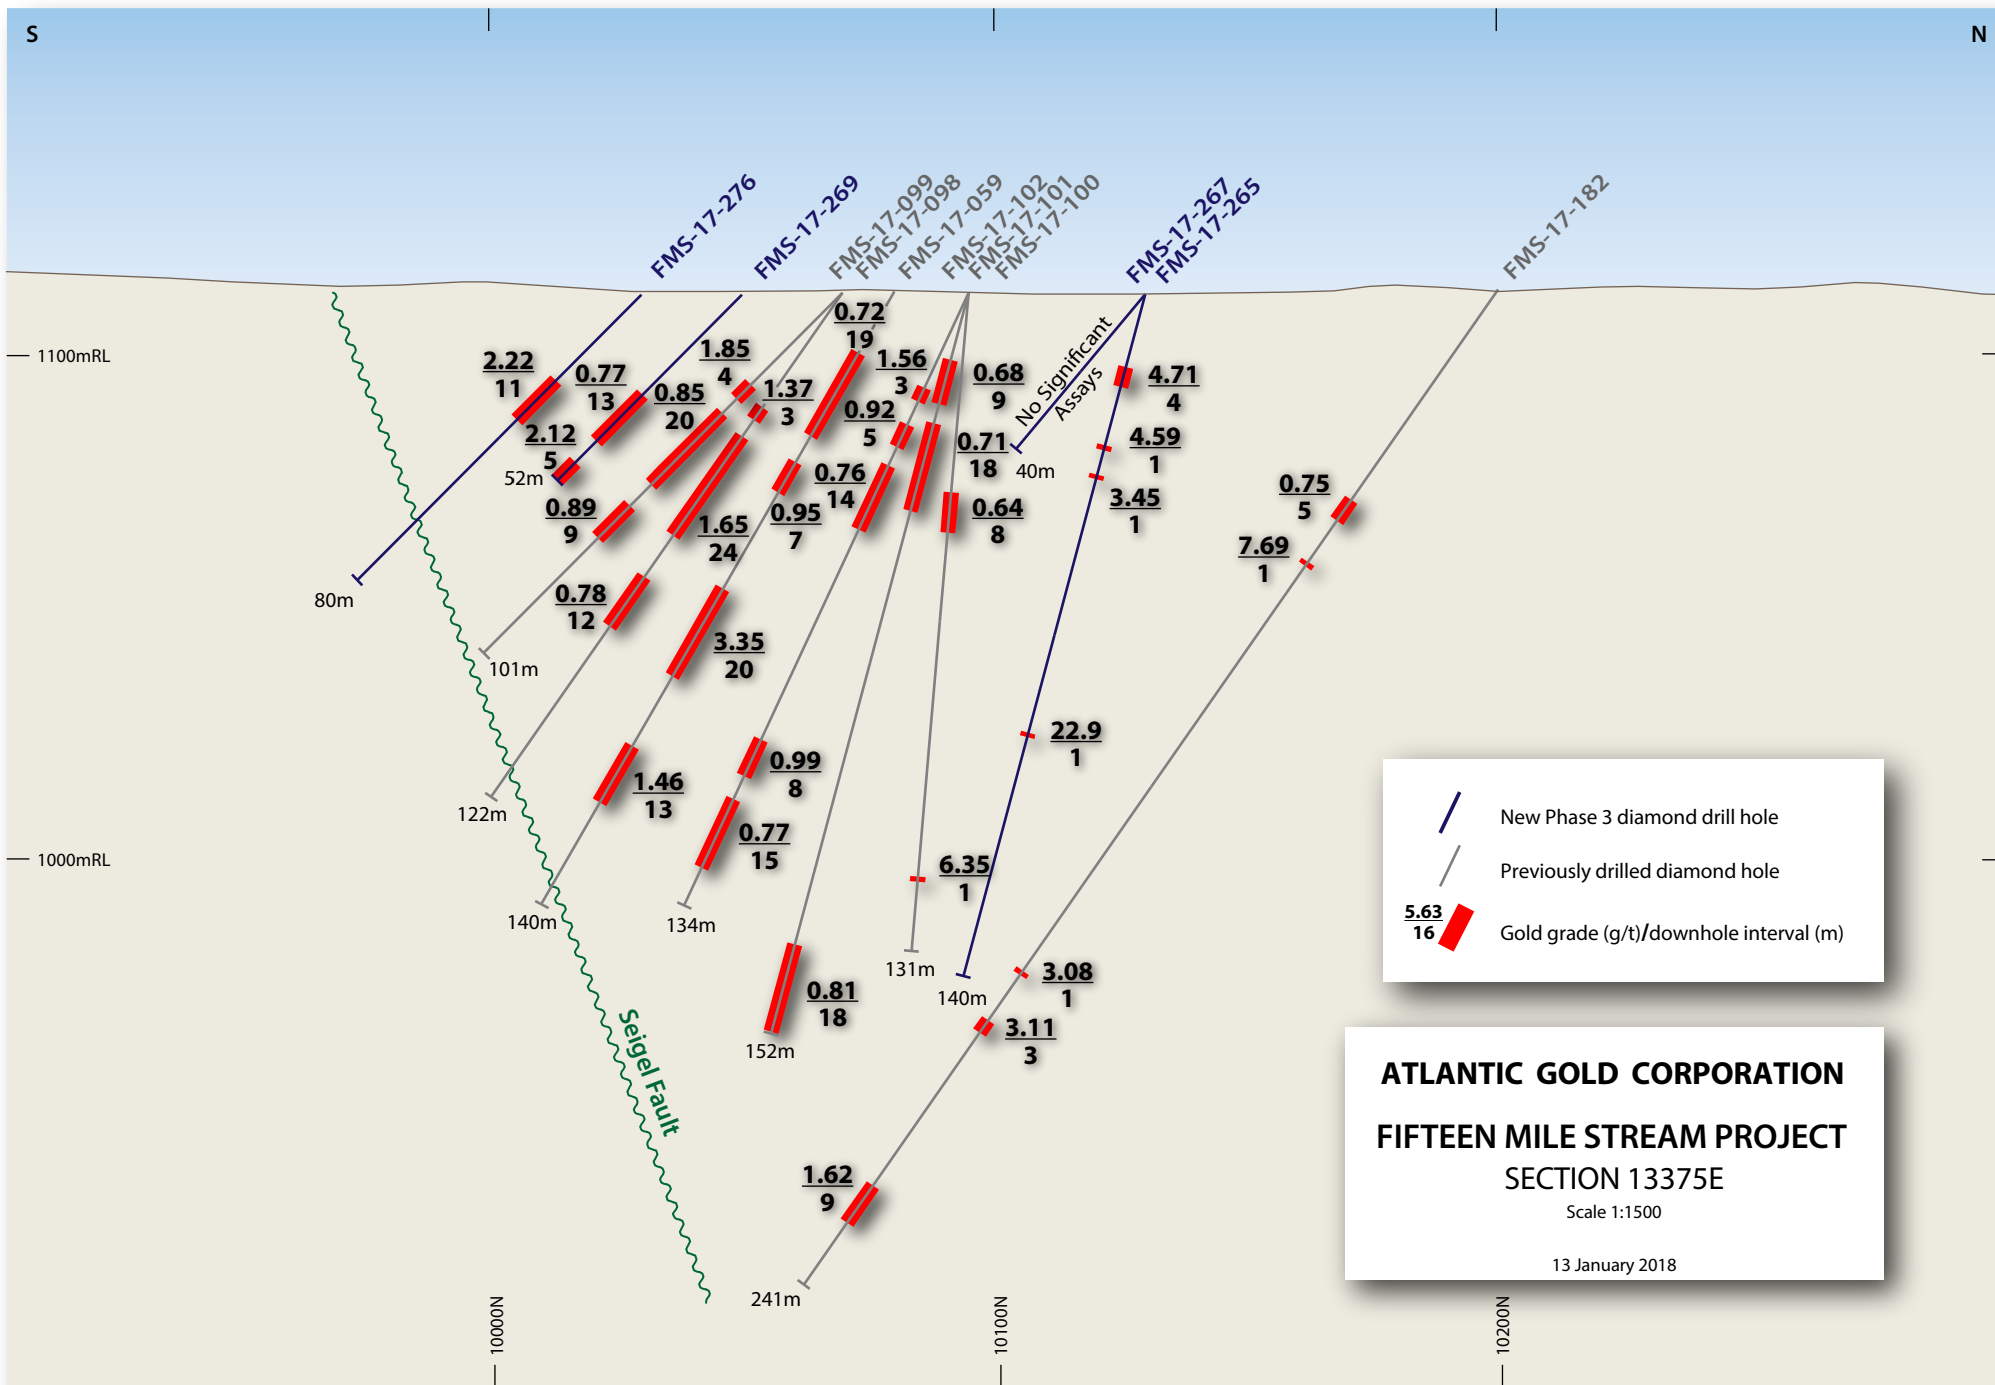 S
N
FMS-17-276
FMS-17-269
FMS-17-099
FMS-17-098
FMS-17-059
FMS-17-102
FMS-17-101
FMS-17-100
FMS-17-267
FMS-17-265
FMS-17-182
1100mRL
1000mRL
0.72
19
1.85
4
2.22
11
0.77
13
0.85
20
1.37
3
1.56
3
0.92
5
0.68
9
No Significant
Assays
4.71
4
2.12
5
52m
0.71
18
40m
4.59
1
0.89
9
1.65
24
0.95
7
0.76
14
0.64
8
3.45
1
0.75
5
7.69
1
80m
0.78
12
101m
3.35
20
22.9
1
0.99
8
1.46
13
122m
0.77
15
6.35
1
140m
134m
131m
140m
3.08
1
0.81
18
152m
3.11
3
Seigel Fault
1.62
9
241m
New Phase 3 diamond drill hole
Previously drilled diamond hole
5.63
16
Gold grade (g/t)/downhole interval (m)
ATLANTIC GOLD CORPORATION
FIFTEEN MILE STREAM PROJECT
SECTION 13375E
Scale 1:1500
13 January 2018
10000N
10100N
10200N